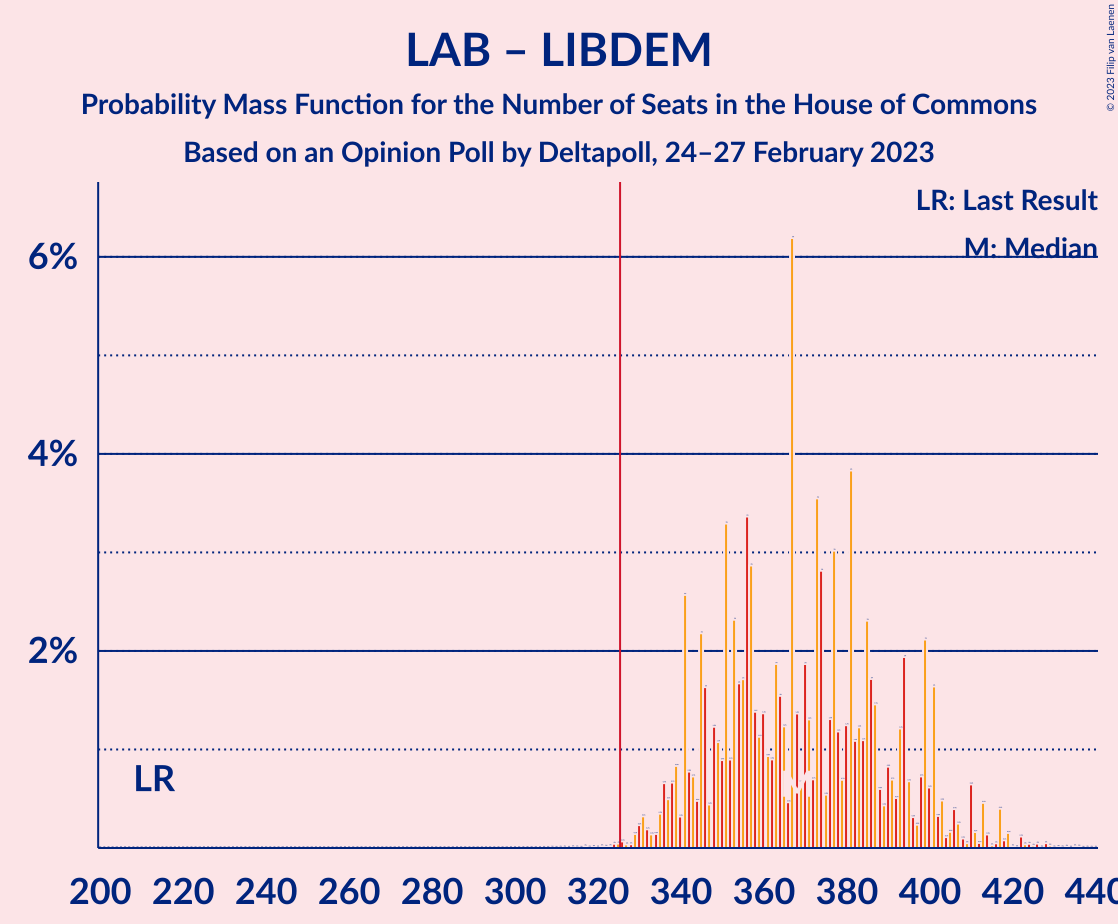 LAB – LIBDEM
Probability Mass Function for the Number of Seats in the House of Commons
Based on an Opinion Poll by Deltapoll, 24–27 February 2023
© 2023 Filip van Laenen
LR: Last Result
M: Median
6%
4%
2%
LR
200 220 240 260 280 300 320 340 360 380 400 420 440